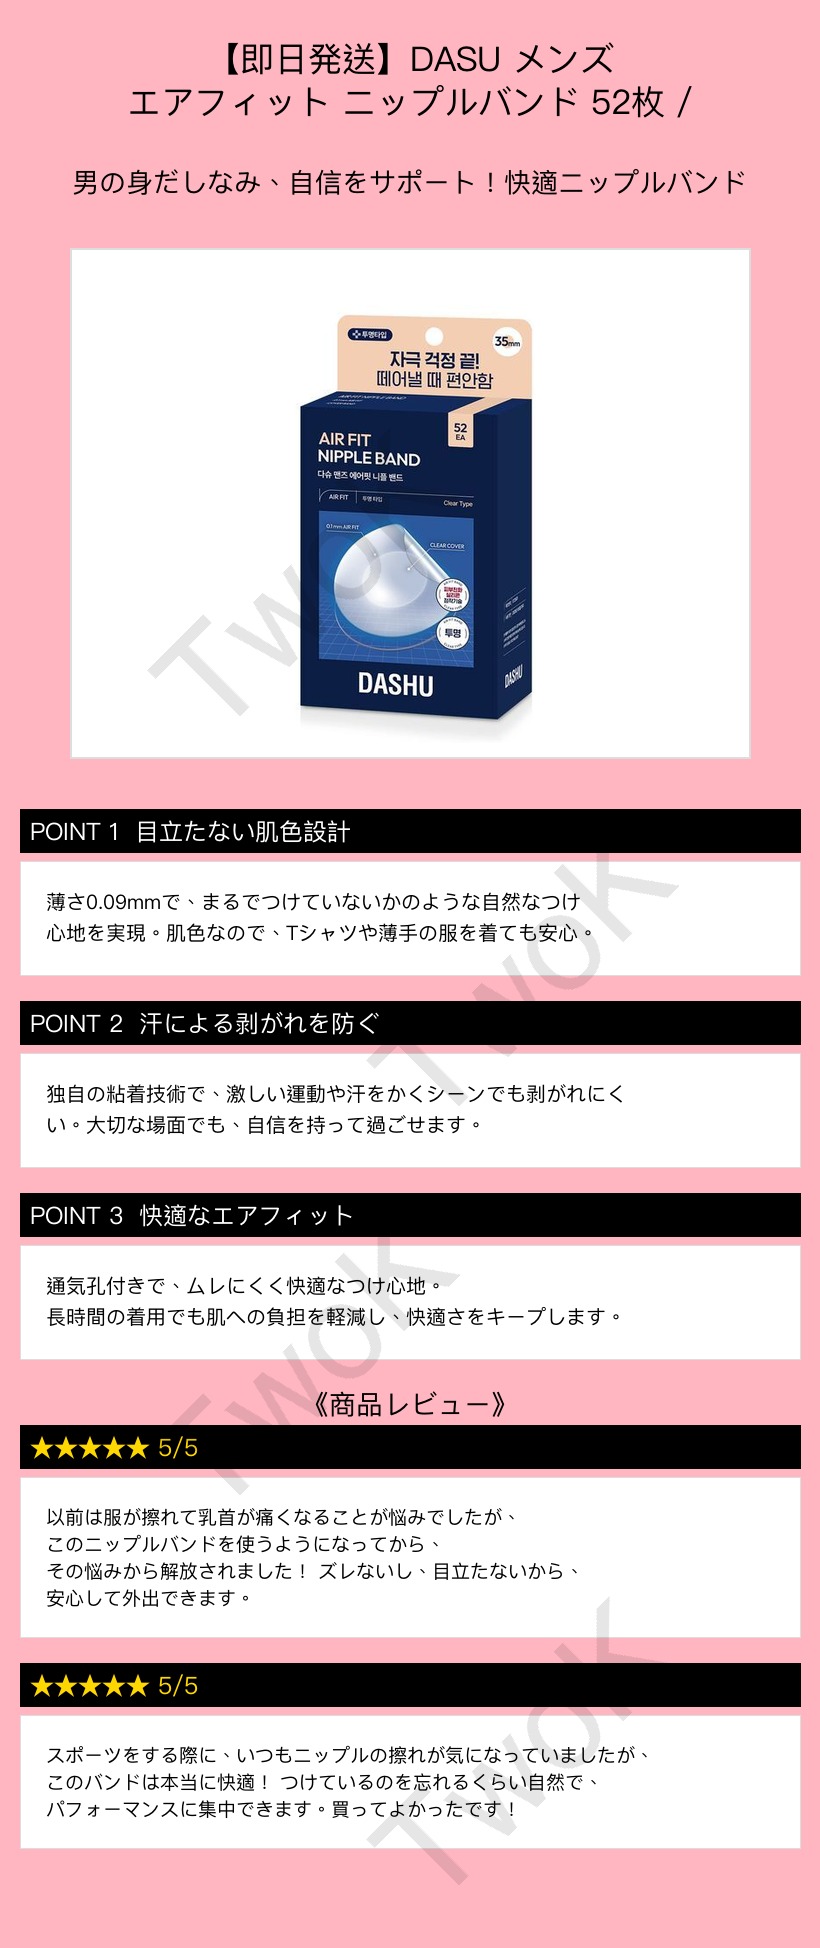 【即日発送】DASU メンズ
エアフィット ニップルバンド 52枚 /
男の身だしなみ、自信をサポート！快適ニップルバンド
투명타입
35mm
자극 걱정 끝!
떼어낼 때 편안함
AIR FIT NIPPLE BAND
52
EA
AIR FIT
NIPPLE BAND
다슈 맨즈 에어핏 니플 밴드
AIR FIT 투명 타입 Clear Type
0.1mm AIR FIT
CLEAR COVER
피부친화
실리콘
점착기술
투명
DASHU
DASHU
TwoK
POINT 1 目立たない肌色設計
薄さ0.09mmで、まるでつけていないかのような自然なつけ
心地を実現。肌色なので、Tシャツや薄手の服を着ても安心。
TwoK
POINT 2 汗による剥がれを防ぐ
独自の粘着技術で、激しい運動や汗をかくシーンでも剥がれにく
い。大切な場面でも、自信を持って過ごせます。
POINT 3 快適なエアフィット
通気孔付きで、ムレにくく快適なつけ心地。
長時間の着用でも肌への負担を軽減し、快適さをキープします。
TwoK
《商品レビュー》
★★★★★ 5/5
以前は服が擦れて乳首が痛くなることが悩みでしたが、
このニップルバンドを使うようになってから、
その悩みから解放されました！ ズレないし、目立たないから、
安心して外出できます。
★★★★★ 5/5
スポーツをする際に、いつもニップルの擦れが気になっていましたが、
このバンドは本当に快適！ つけているのを忘れるくらい自然で、
パフォーマンスに集中できます。買ってよかったです！
TwoK